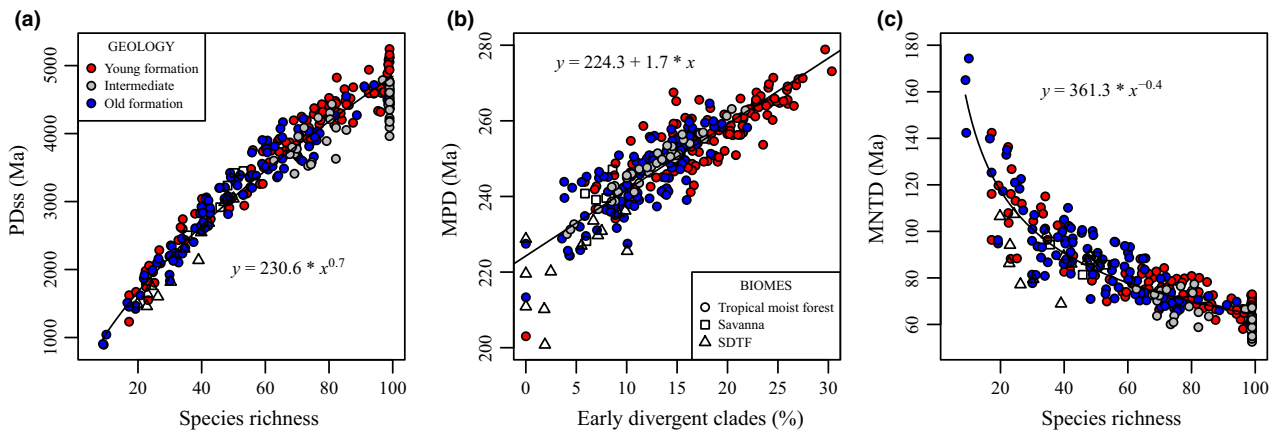 (a)
PDss (Ma)
5000
4000
3000
2000
1000
GEOLOGY
Young formation
Intermediate
Old formation
y = 230.6 * x^0.7
20 40 60 80 100
Species richness
(b)
MPD (Ma)
280
260
240
220
200
y = 224.3 + 1.7 * x
BIOMES
Tropical moist forest
Savanna
SDTF
0 5 10 15 20 25 30
Early divergent clades (%)
(c)
MNTD (Ma)
180
160
140
120
100
80
60
y = 361.3 * x^−0.4
20 40 60 80 100
Species richness